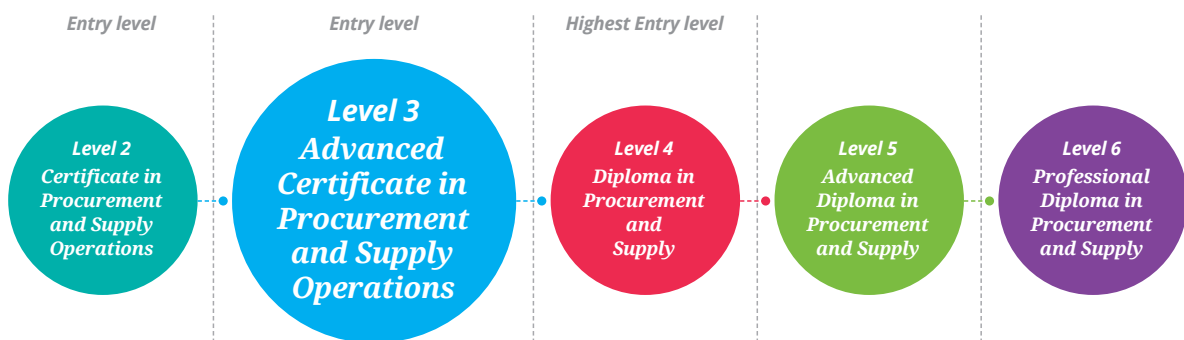 Entry level
Entry level
Highest Entry level
Level 2
Certificate in
Procurement
and Supply
Operations
Level 3
Advanced
Certificate in
Procurement
and Supply
Operations
Level 4
Diploma in
Procurement
and
Supply
Level 5
Advanced
Diploma in
Procurement
and Supply
Level 6
Professional
Diploma in
Procurement
and Supply